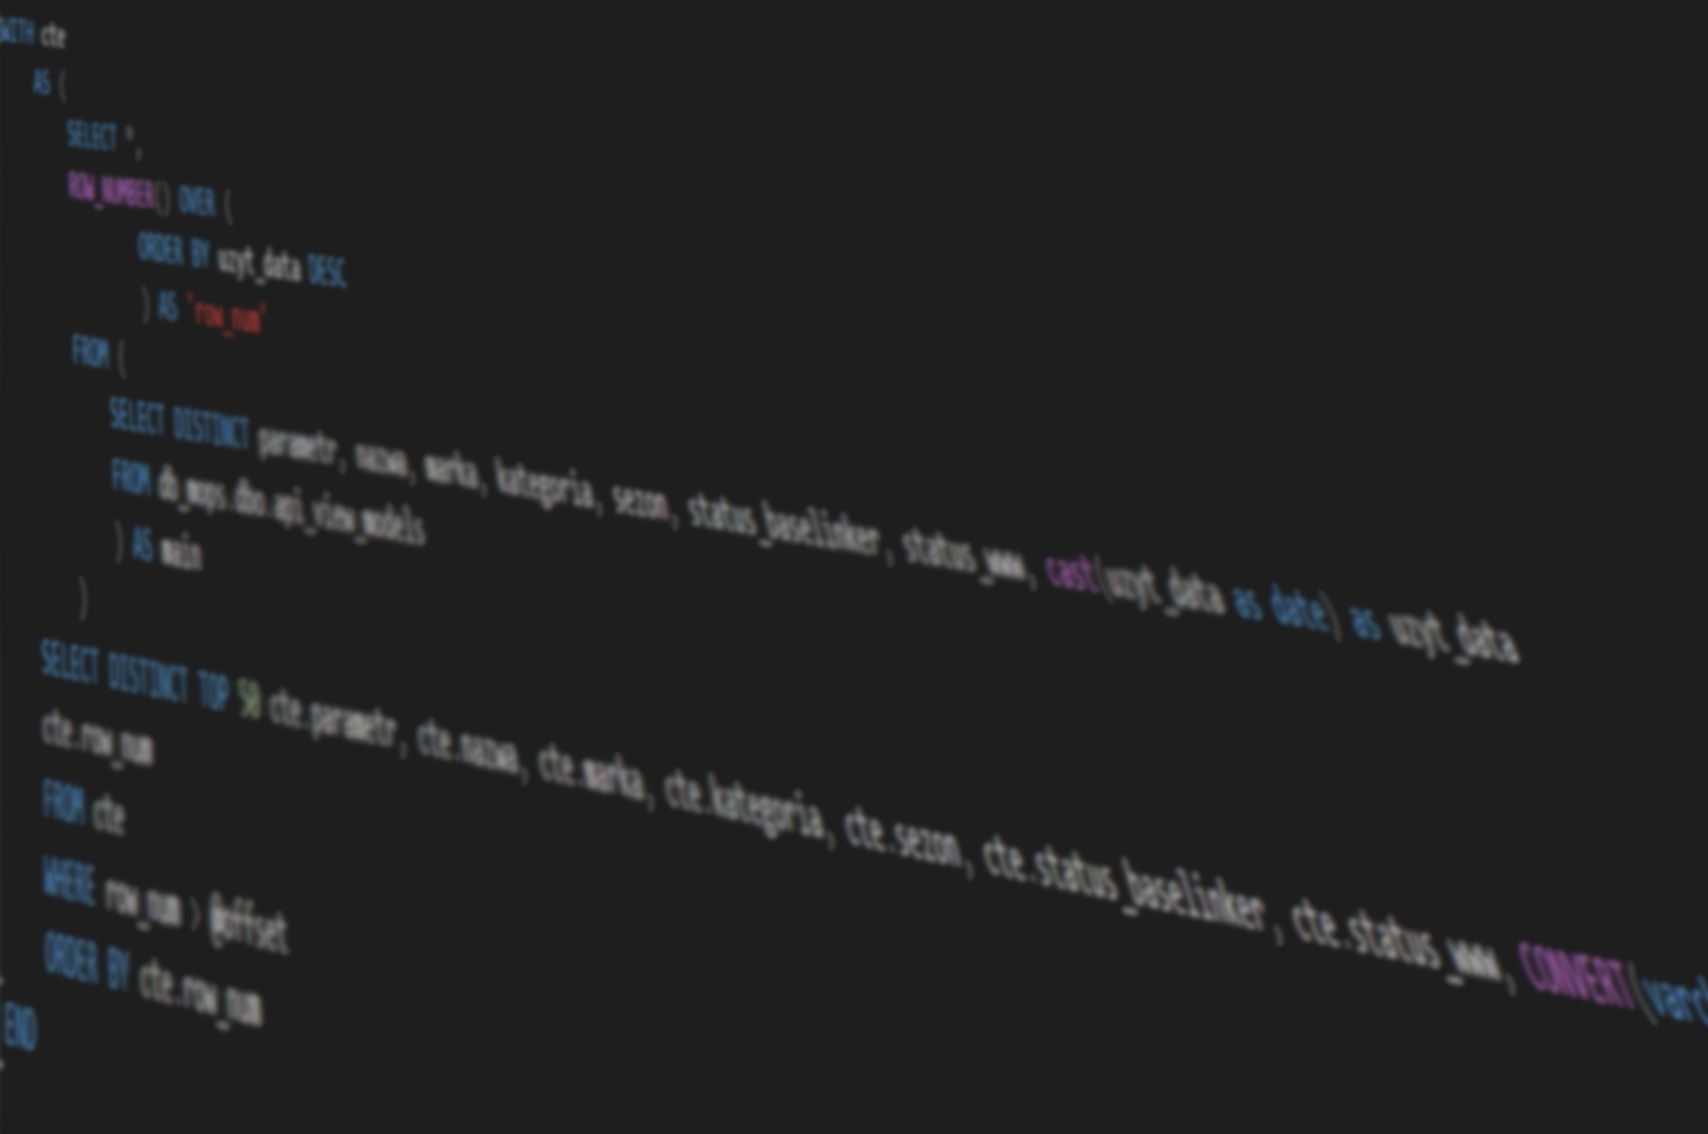 WITH cte
AS (
SELECT *,
ROW_NUMBER() OVER (
ORDER BY uzyt_data DESC
) AS 'row_num'
FROM (
SELECT DISTINCT parametr, nazwa, marka, kategoria, sezon, status_baselinker, status_www, cast(uzyt_data as date) as uzyt_data
FROM db_mops.dbo.api_view_models
) AS main
)
SELECT DISTINCT TOP 50 cte.parametr, cte.nazwa, cte.marka, cte.kategoria, cte.sezon, cte.status_baselinker, cte.status_www, CONVERT(varch
cte.row_num
FROM cte
WHERE row_num > @offset
ORDER BY cte.row_num
END